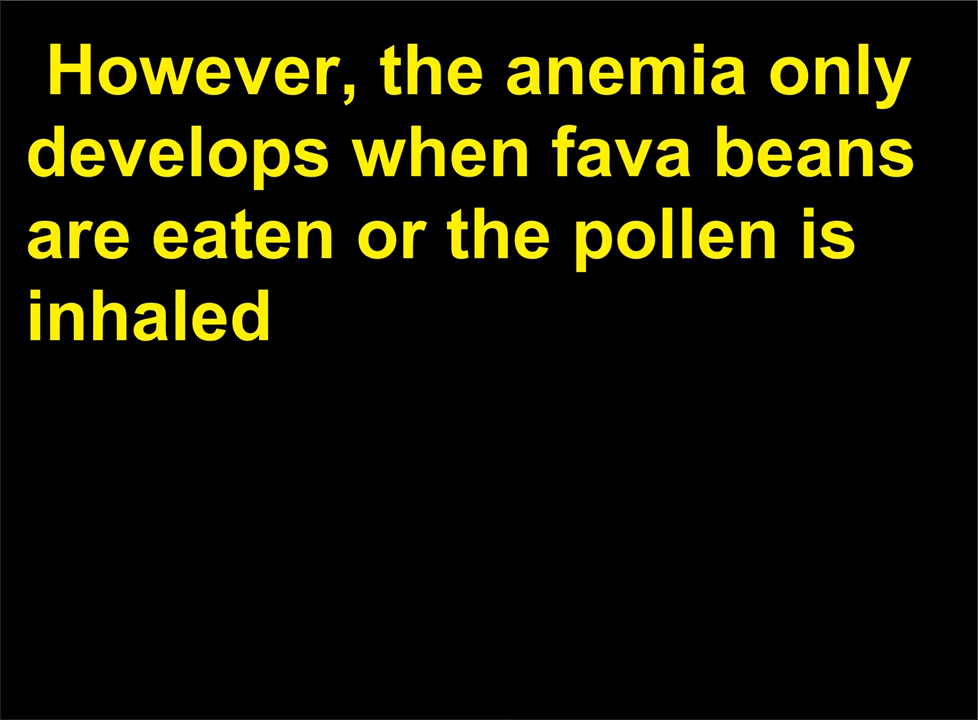 However, the anemia only
develops when fava beans
are eaten or the pollen is
inhaled